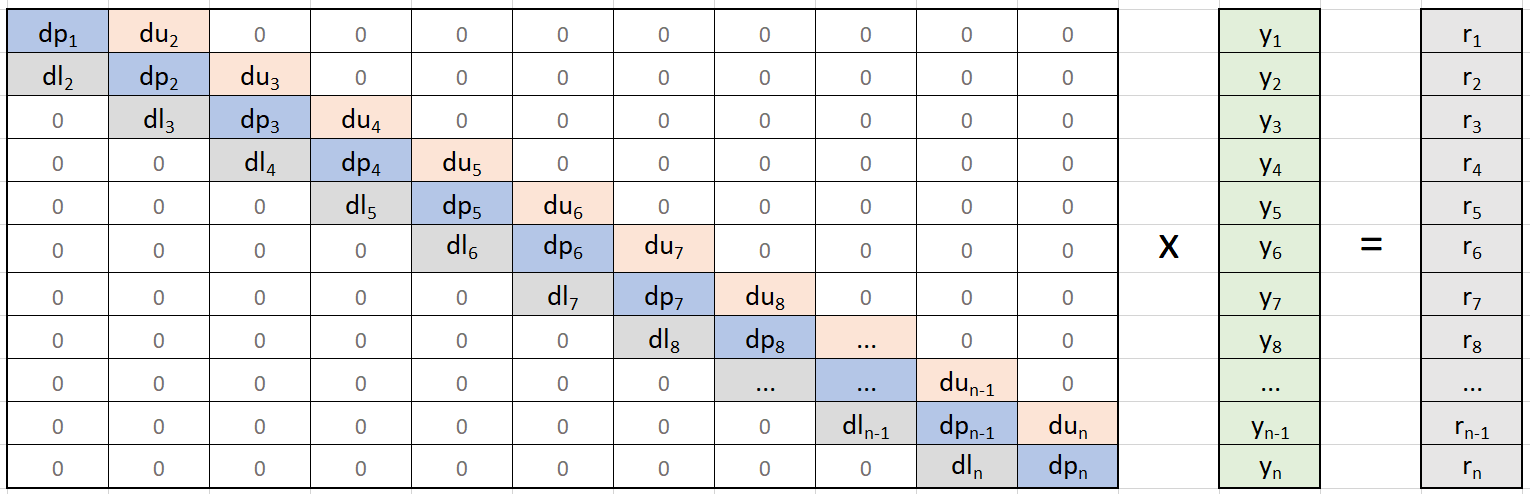 dp₁ du₂ 0 0 0 0 0 0 0 0 0 y₁ r₁
dl₂ dp₂ du₃ 0 0 0 0 0 0 0 0 y₂ r₂
0 dl₃ dp₃ du₄ 0 0 0 0 0 0 0 y₃ r₃
0 0 dl₄ dp₄ du₅ 0 0 0 0 0 0 y₄ r₄
0 0 0 dl₅ dp₅ du₆ 0 0 0 0 0 y₅ r₅
0 0 0 0 dl₆ dp₆ du₇ 0 0 0 0 x y₆ = r₆
0 0 0 0 0 dl₇ dp₇ du₈ 0 0 0 y₇ r₇
0 0 0 0 0 0 dl₈ dp₈ ... 0 0 y₈ r₈
0 0 0 0 0 0 0 ... ... duₙ₋₁ 0 ... ...
0 0 0 0 0 0 0 0 dlₙ₋₁ dpₙ₋₁ duₙ yₙ₋₁ rₙ₋₁
0 0 0 0 0 0 0 0 0 dlₙ dpₙ yₙ rₙ